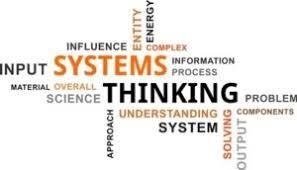 ENTITY
ENERGY
INFLUENCE COMPLEX
INPUT SYSTEMS INFORMATION
PROCESS
MATERIAL OVERALL
SCIENCE THINKING PROBLEM
APPROACH
UNDERSTANDING
SYSTEM
SOLVING
OUTPUT
COMPONENTS